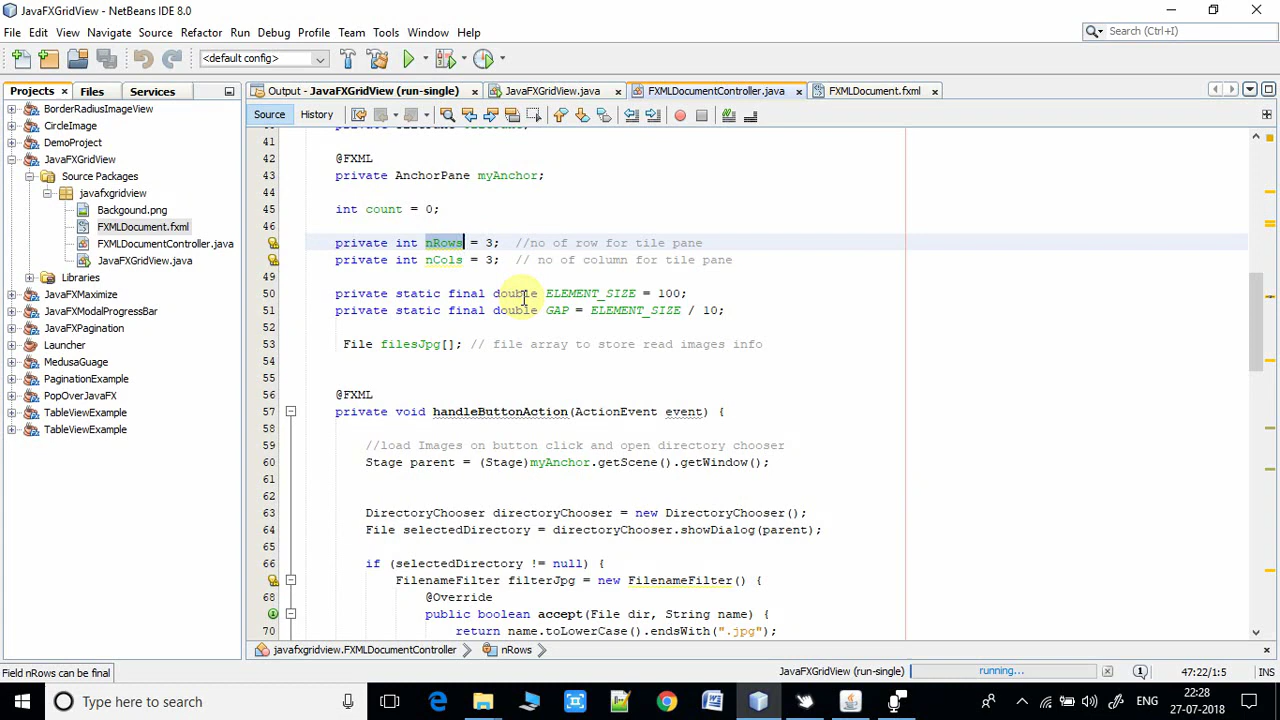 JavaFXGridView - NetBeans IDE 8.0
File Edit View Navigate Source Refactor Run Debug Profile Team Tools Window Help
Search (Ctrl+I)
<default config>
Projects Files Services
Output - JavaFXGridView (run-single) JavaFXGridView.java FXMLDocumentController.java FXMLDocument.fxml
Source History
BorderRadiusImageView
CircleImage
DemoProject
JavaFXGridView
Source Packages
javafxgridview
Backgound.png
FXMLDocument.fxml
FXMLDocumentController.java
JavaFXGridView.java
Libraries
JavaFXMaximize
JavaFXModalProgressBar
JavaFXPagination
Launcher
MedusaGuage
PaginationExample
PopOverJavaFX
TableViewExample
TableViewExample
41
42 @FXML
43 private AnchorPane myAnchor;
44
45 int count = 0;
46
private int nRows = 3; //no of row for tile pane
private int nCols = 3; // no of column for tile pane
49
50 private static final double ELEMENT_SIZE = 100;
51 private static final double GAP = ELEMENT_SIZE / 10;
52
53 File filesJpg[]; // file array to store read images info
54
55
56 @FXML
57 private void handleButtonAction(ActionEvent event) {
58
59 //load Images on button click and open directory chooser
60 Stage parent = (Stage)myAnchor.getScene().getWindow();
61
62
63 DirectoryChooser directoryChooser = new DirectoryChooser();
64 File selectedDirectory = directoryChooser.showDialog(parent);
65
66 if (selectedDirectory != null) {
FilenameFilter filterJpg = new FilenameFilter() {
68 @Override
public boolean accept(File dir, String name) {
70 return name.toLowerCase().endsWith(".jpg");
javafxgridview.FXMLDocumentController nRows
Field nRows can be final
JavaFXGridView (run-single) running... 47:22/1:5 INS
Type here to search
ENG
22:28
27-07-2018